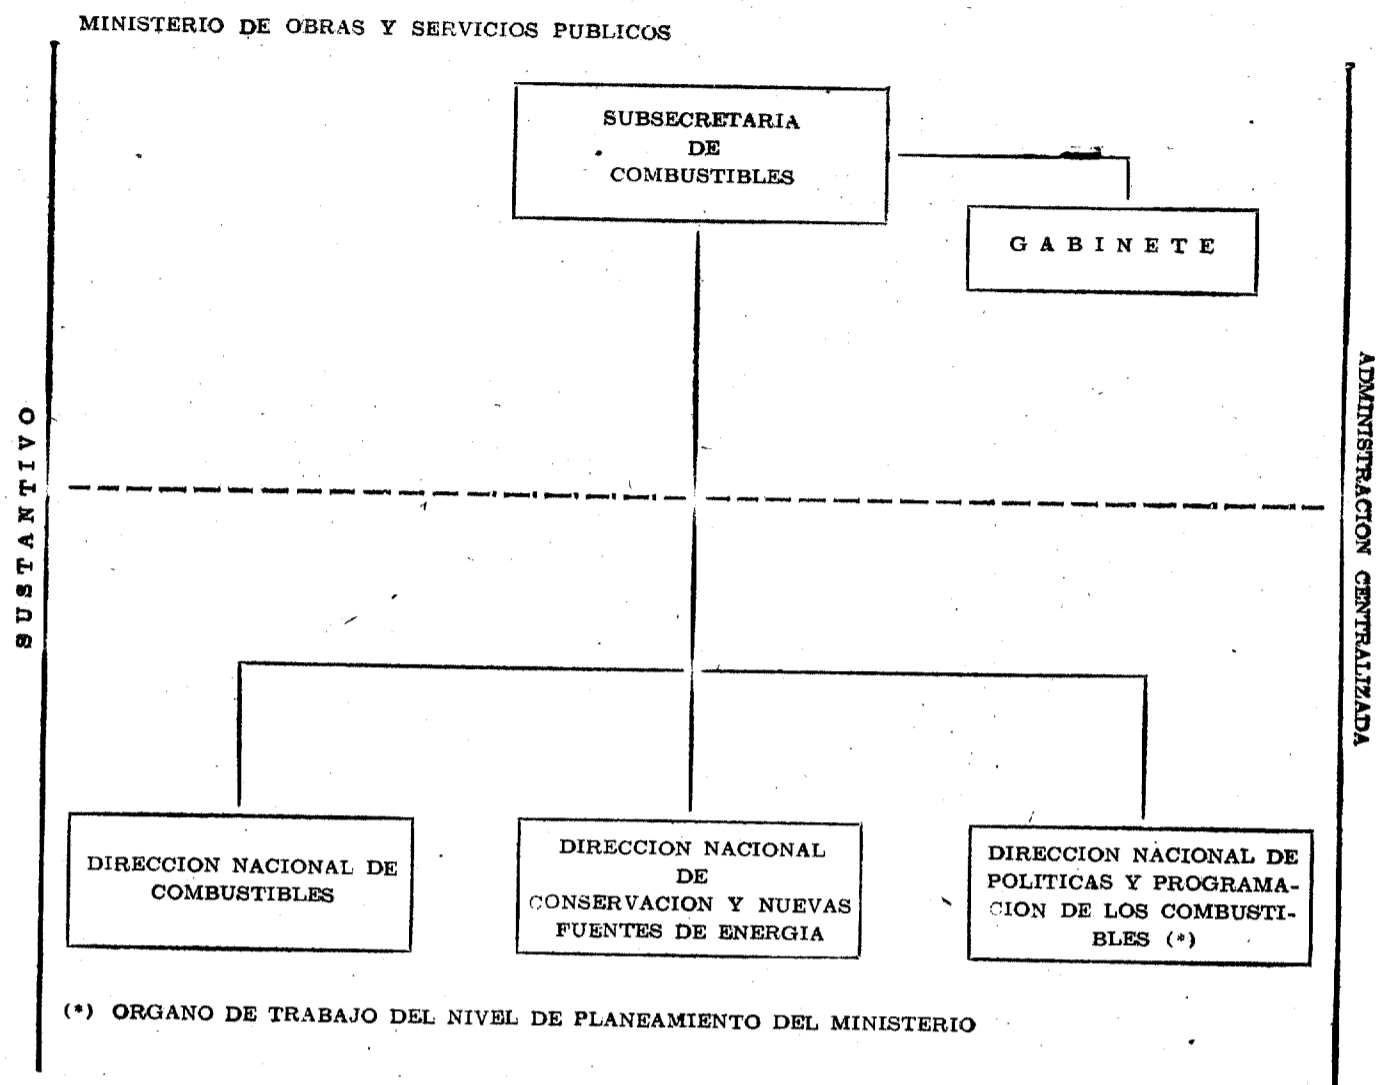 MINISTERIO DE OBRAS Y SERVICIOS PUBLICOS
SUBSECRETARIA
DE
COMBUSTIBLES
G A B I N E T E
SUSTANTIVO
ADMINISTRACION CENTRALIZADA
DIRECCION NACIONAL DE
COMBUSTIBLES
DIRECCION NACIONAL
DE
CONSERVACION Y NUEVAS
FUENTES DE ENERGIA
DIRECCION NACIONAL DE
POLITICAS Y PROGRAMA-
CION DE LOS COMBUSTI-
BLES (*)
(*) ORGANO DE TRABAJO DEL NIVEL DE PLANEAMIENTO DEL MINISTERIO